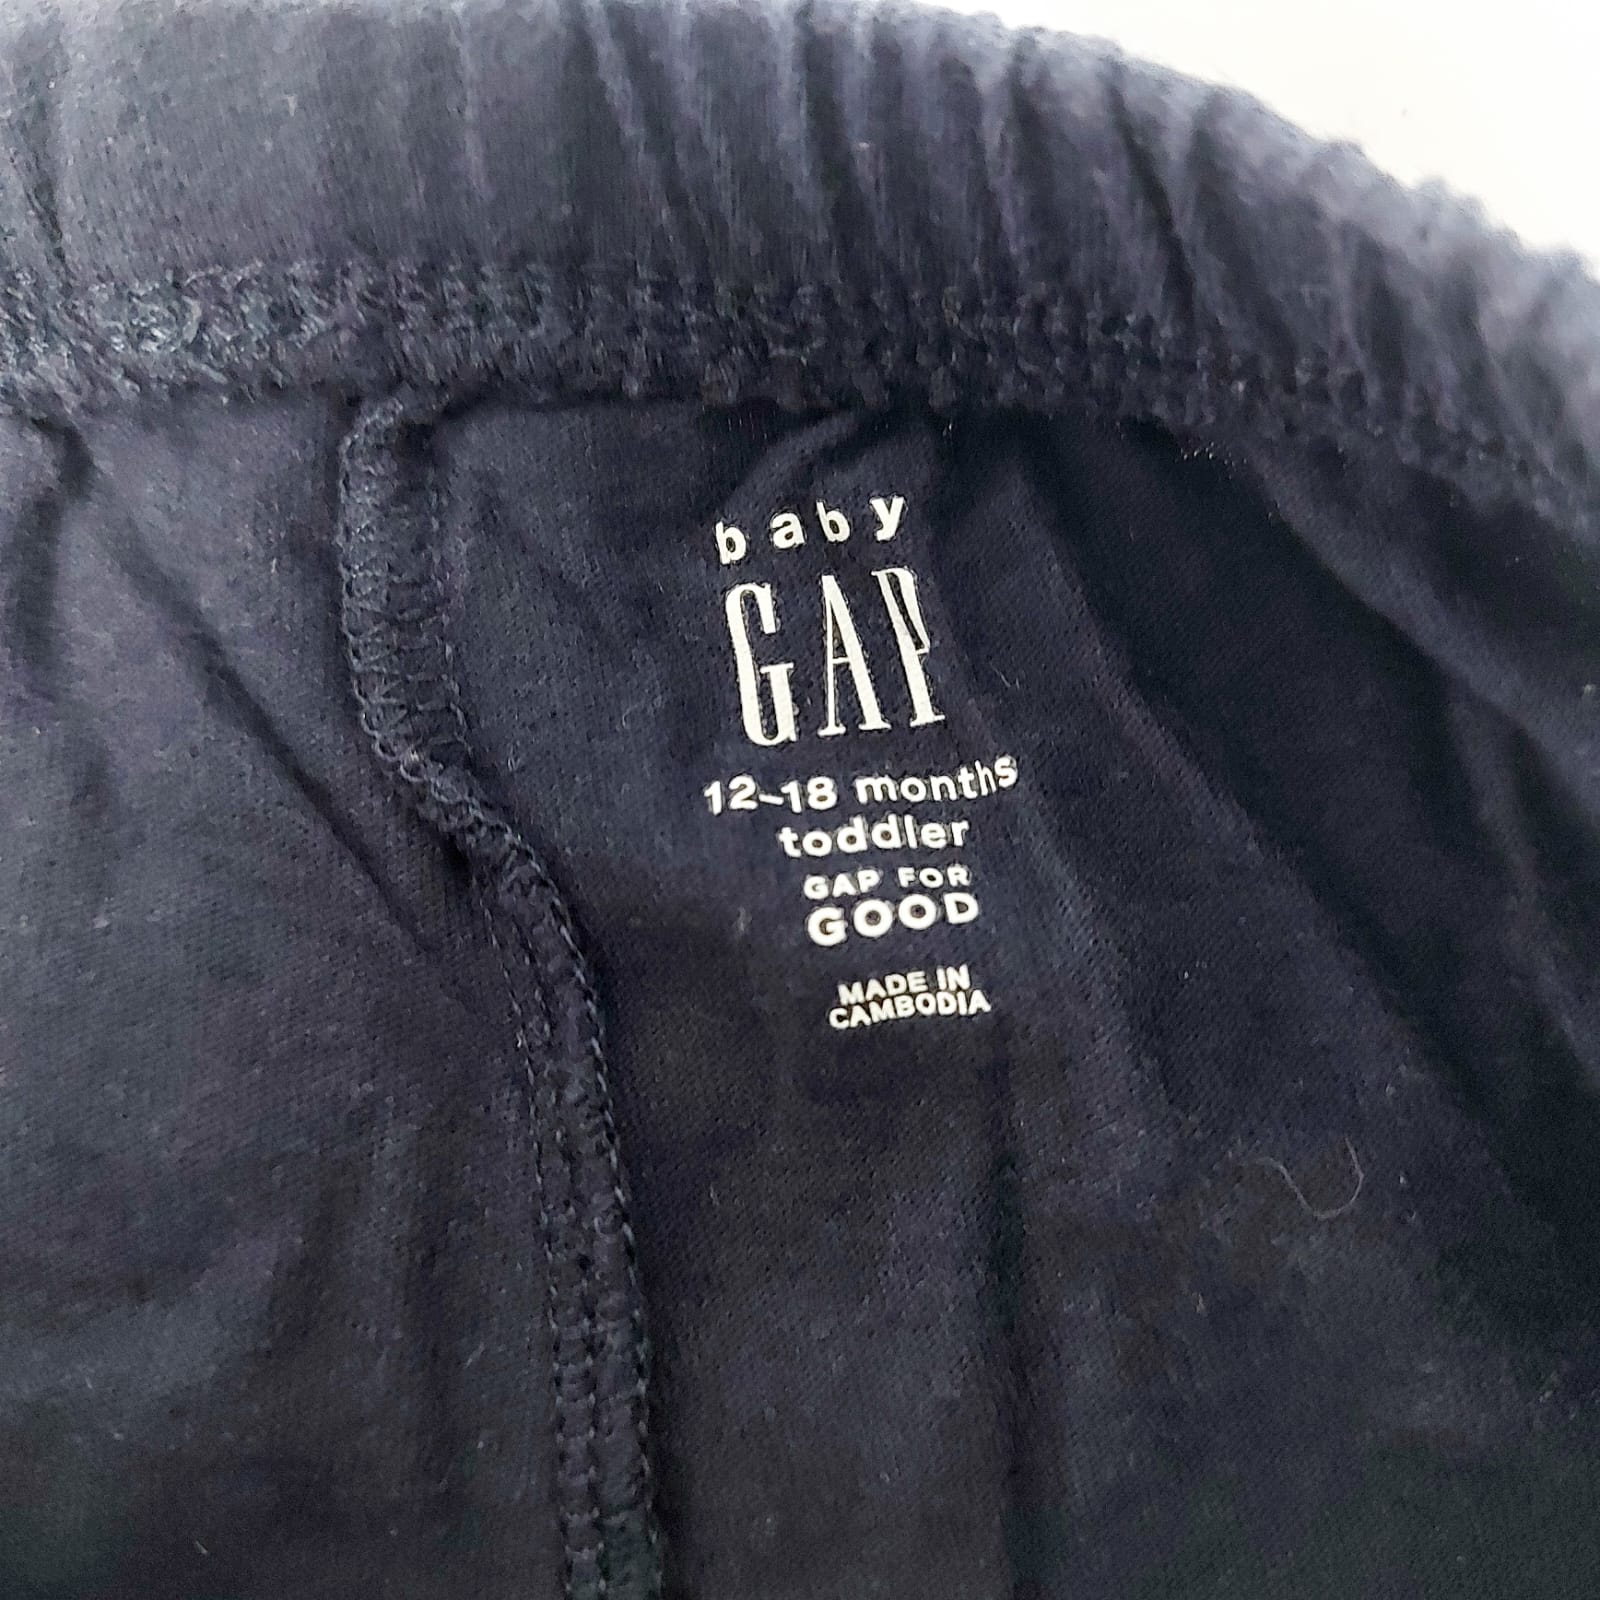 baby
GAP
12-18 months
toddler
GAP FOR
GOOD
MADE IN
CAMBODIA